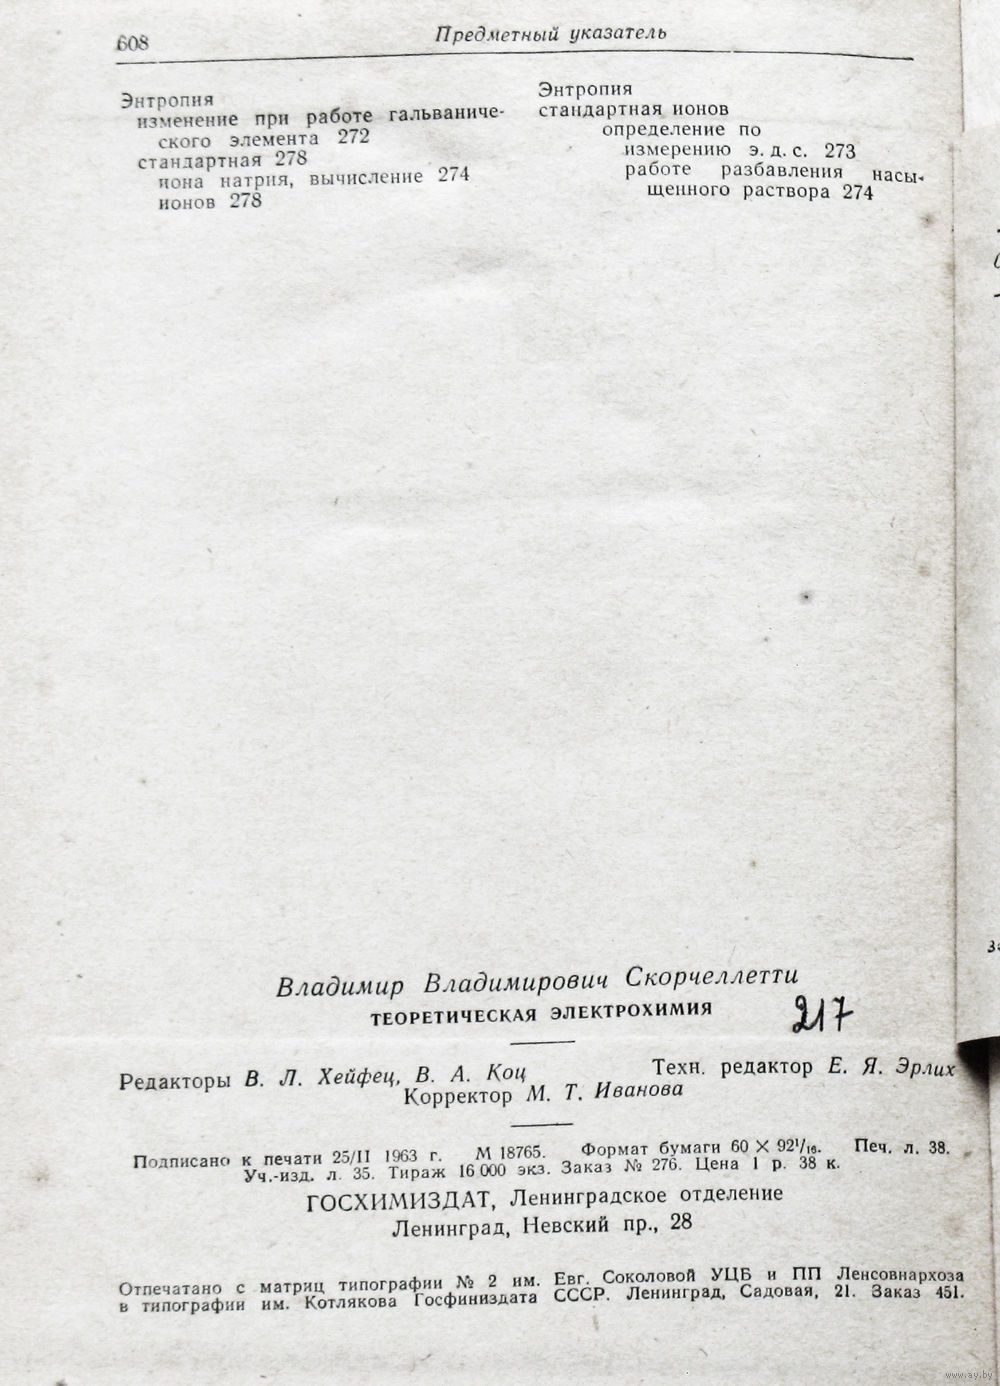 608
Предметный указатель
Энтропия
изменение при работе гальваниче-
ского элемента 272
стандартная 278
иона натрия, вычисление 274
ионов 278
Энтропия
стандартная ионов
определение по
измерению э. д. с. 273
работе разбавления насы-
щенного раствора 274
Владимир Владимирович Скорчеллетти
ТЕОРЕТИЧЕСКАЯ ЭЛЕКТРОХИМИЯ
217
Редакторы В. Л. Хейфец, В. А. Коц Техн. редактор Е. Я. Эрлих
Корректор М. Т. Иванова
Подписано к печати 25/II 1963 г. М 18765. Формат бумаги 60 × 92¹/₁₆. Печ. л. 38.
Уч.-изд. л. 35. Тираж 16 000 экз. Заказ № 276. Цена 1 р. 38 к.
ГОСХИМИЗДАТ, Ленинградское отделение
Ленинград, Невский пр., 28
Отпечатано с матриц типографии № 2 им. Евг. Соколовой УЦБ и ПП Ленсовнархоза
в типографии им. Котлякова Госфиниздата СССР. Ленинград, Садовая, 21. Заказ 451.
www.ay.by